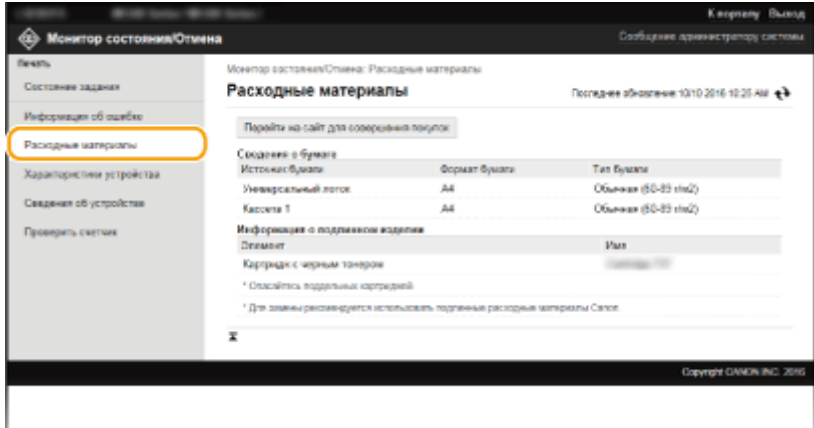 К порталу Выход
Монитор состояния/Отмена
Сообщение администратору системы
Печать
Состояние задания
Информация об ошибке
Расходные материалы
Характеристики устройства
Сведения об устройстве
Проверить счетчик
Монитор состояния/Отмена: Расходные материалы
Расходные материалы
Последнее обновление: 10/10 2016 10:25 AM
Перейти на сайт для совершения покупок
Сведения о бумаге
Источник бумаги Формат бумаги Тип бумаги
Универсальный лоток A4 Обычная (60-89 г/м2)
Кассета 1 A4 Обычная (60-89 г/м2)
Информация о подлинном изделии
Элемент Имя
Картридж с черным тонером
* Опасайтесь поддельных картриджей.
* Для замены рекомендуется использовать подлинные расходные материалы Canon.
Copyright CANON INC. 2016